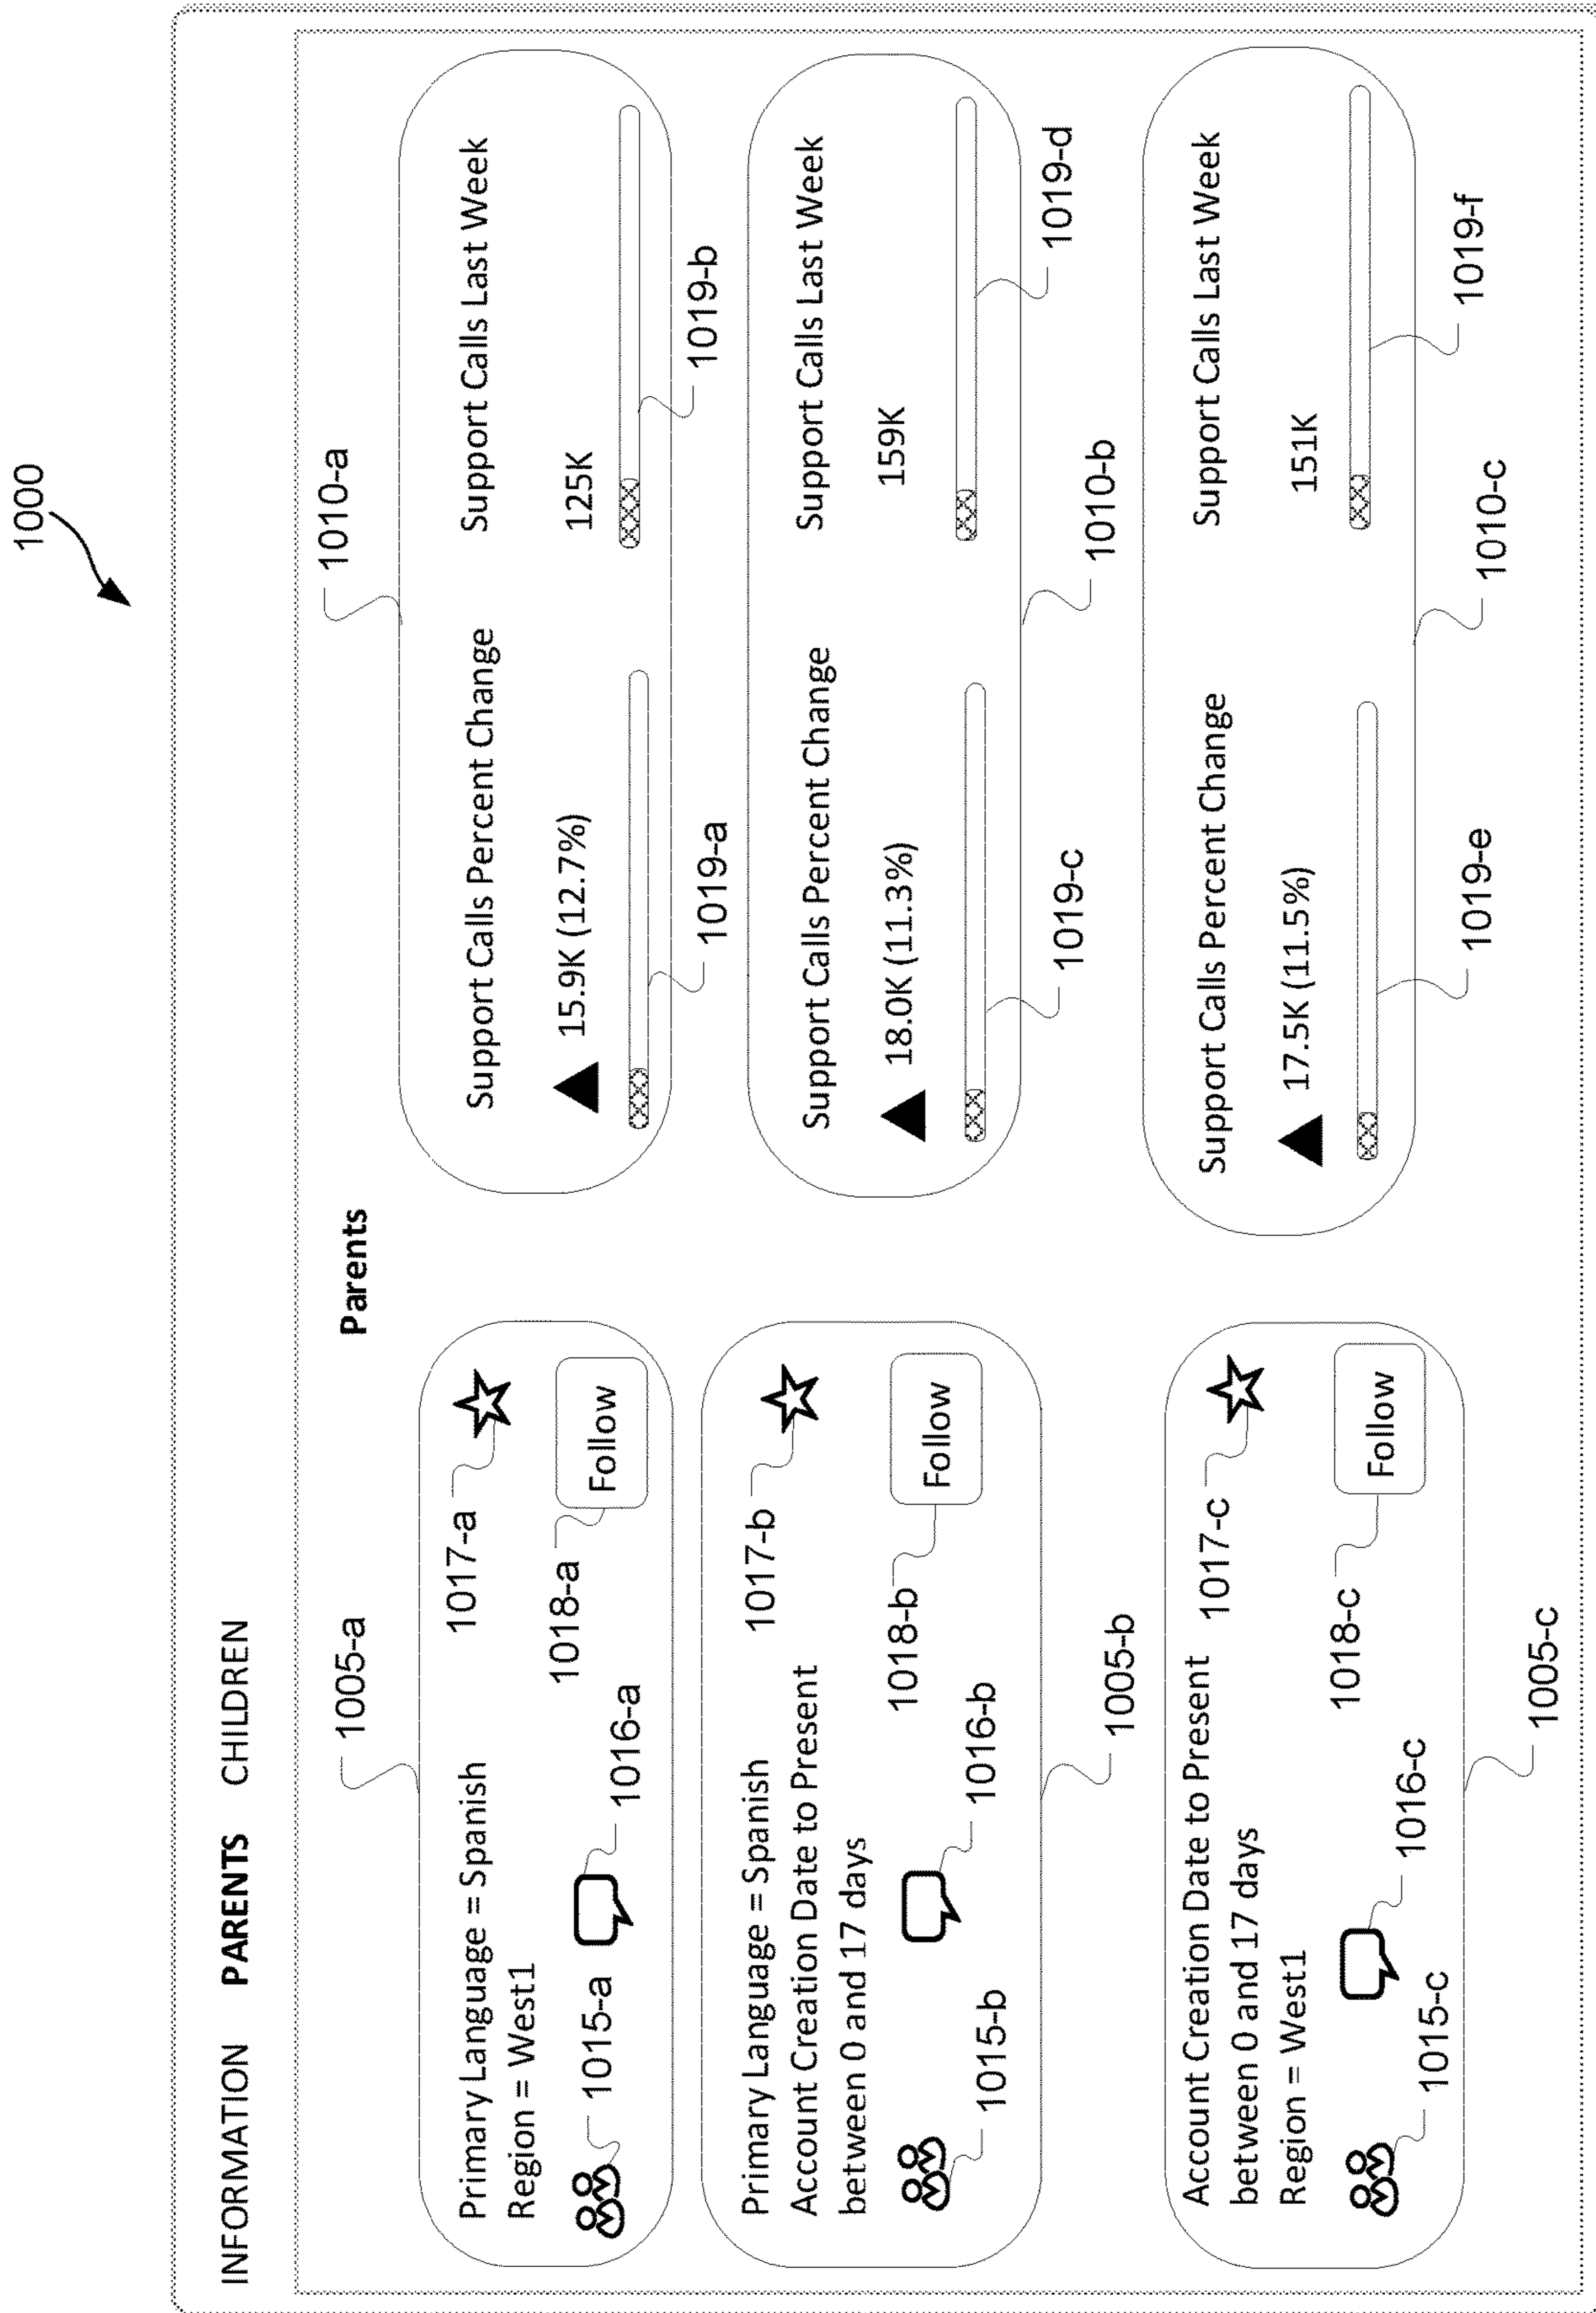 1000
INFORMATION PARENTS CHILDREN
Parents
1005-a
Primary Language = Spanish
Region = West1
1015-a
1016-a
1017-a
1018-a
Follow
1010-a
Support Calls Percent Change
15.9K (12.7%)
1019-a
Support Calls Last Week
125K
1019-b
Primary Language = Spanish
Account Creation Date to Present
between 0 and 17 days
1015-b
1016-b
1017-b
1018-b
Follow
1005-b
Support Calls Percent Change
18.0K (11.3%)
1019-c
Support Calls Last Week
159K
1019-d
1010-b
Account Creation Date to Present
between 0 and 17 days
Region = West1
1015-c
1016-c
1017-c
1018-c
Follow
1005-c
Support Calls Percent Change
17.5K (11.5%)
1019-e
Support Calls Last Week
151K
1019-f
1010-c